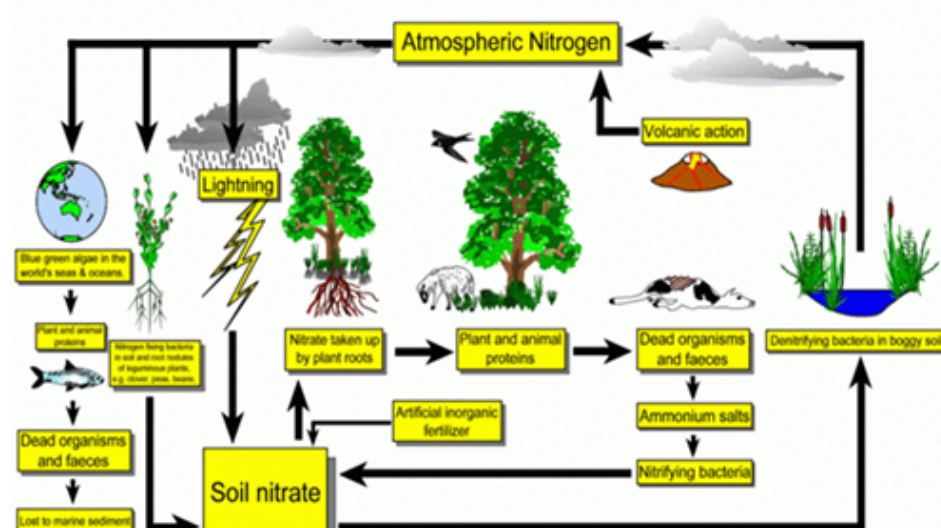 Atmospheric Nitrogen
Volcanic action
Lightning
Blue green algae in the
world's seas & oceans.
Plant and animal
proteins
Nitrogen fixing bacteria
in soil and root nodules
of leguminous plants,
e.g. clover, peas, beans.
Nitrate taken up
by plant roots
Plant and animal
proteins
Dead organisms
and faeces
Denitrifying bacteria in boggy soil
Artificial inorganic
fertilizer
Ammonium salts
Dead organisms
and faeces
Nitrifying bacteria
Soil nitrate
Lost to marine sediment